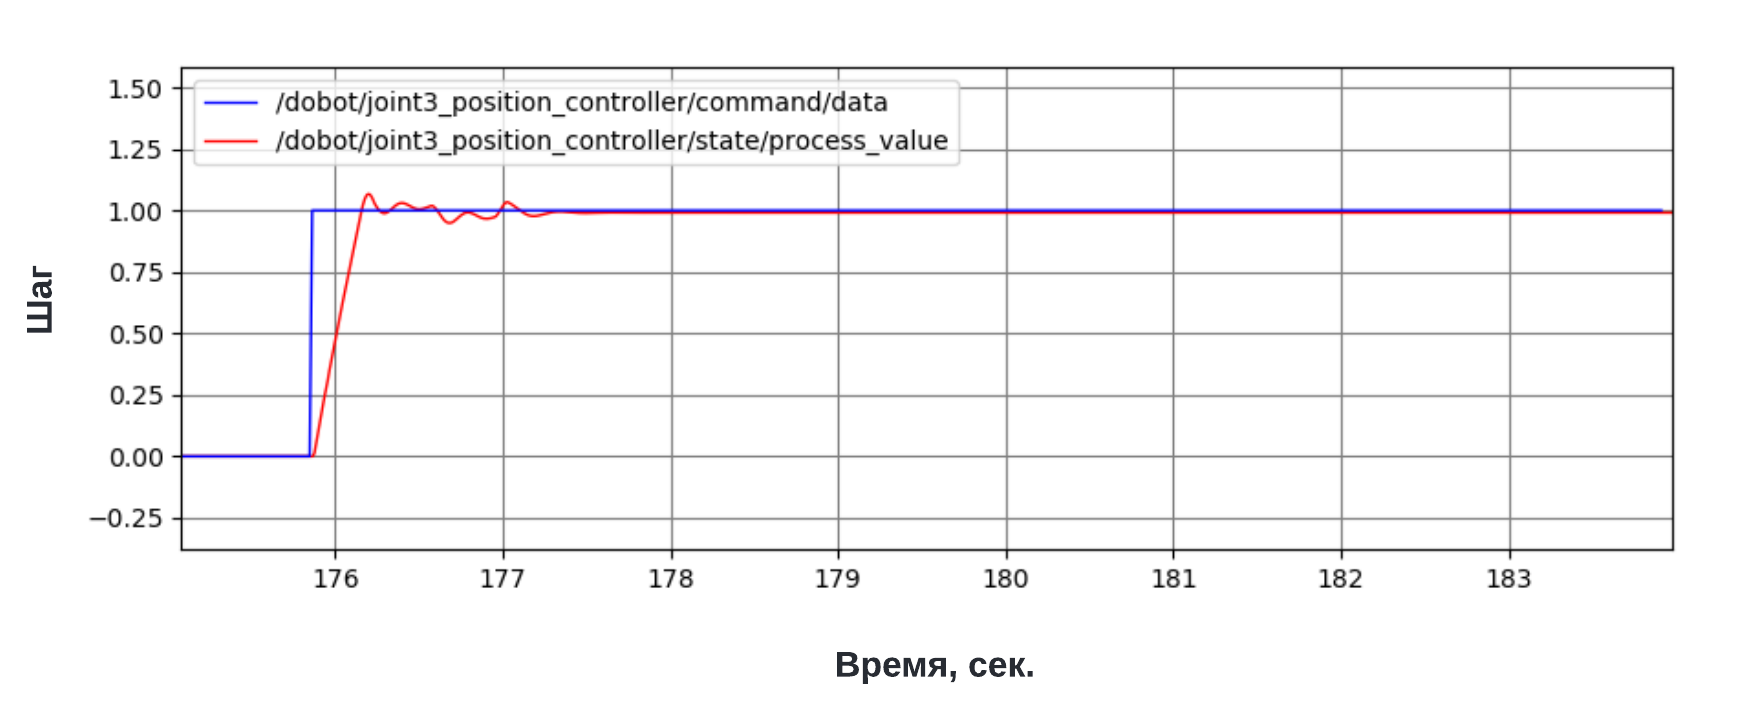 1.50
1.25
1.00
0.75
0.50
0.25
0.00
−0.25
/dobot/joint3_position_controller/command/data
/dobot/joint3_position_controller/state/process_value
Шаг
176 177 178 179 180 181 182 183
Время, сек.